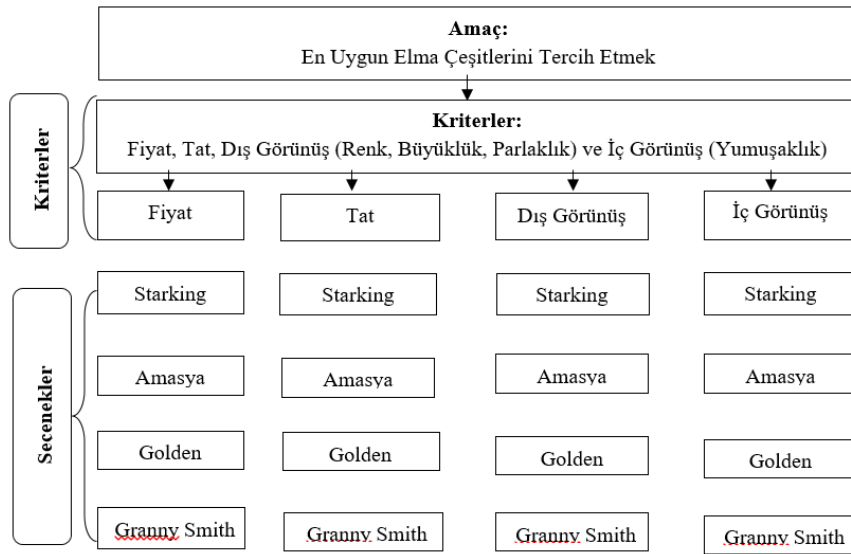 Amaç:
En Uygun Elma Çeşitlerini Tercih Etmek
Kriterler
Kriterler:
Fiyat, Tat, Dış Görünüş (Renk, Büyüklük, Parlaklık) ve İç Görünüş (Yumuşaklık)
Fiyat
Tat
Dış Görünüş
İç Görünüş
Secenekler
Starking
Starking
Starking
Starking
Amasya
Amasya
Amasya
Amasya
Golden
Golden
Golden
Golden
Granny Smith
Granny Smith
Granny Smith
Granny Smith